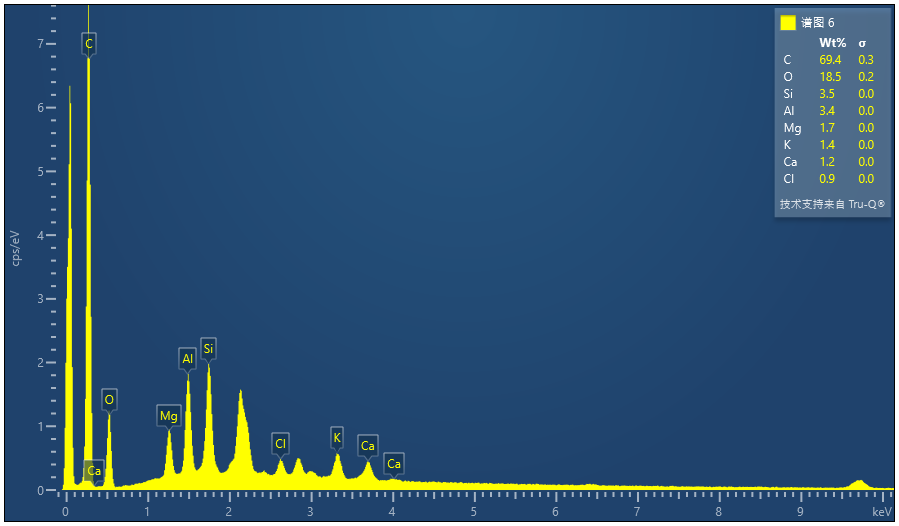 谱图 6
Wt% σ
C 69.4 0.3
O 18.5 0.2
Si 3.5 0.0
Al 3.4 0.0
Mg 1.7 0.0
K 1.4 0.0
Ca 1.2 0.0
Cl 0.9 0.0
技术支持来自 Tru-Q®
cps/eV
7
6
5
4
3
2
1
0
C
Ca
O
Mg
Al
Si
Cl
K
Ca
Ca
0 1 2 3 4 5 6 7 8 9 keV